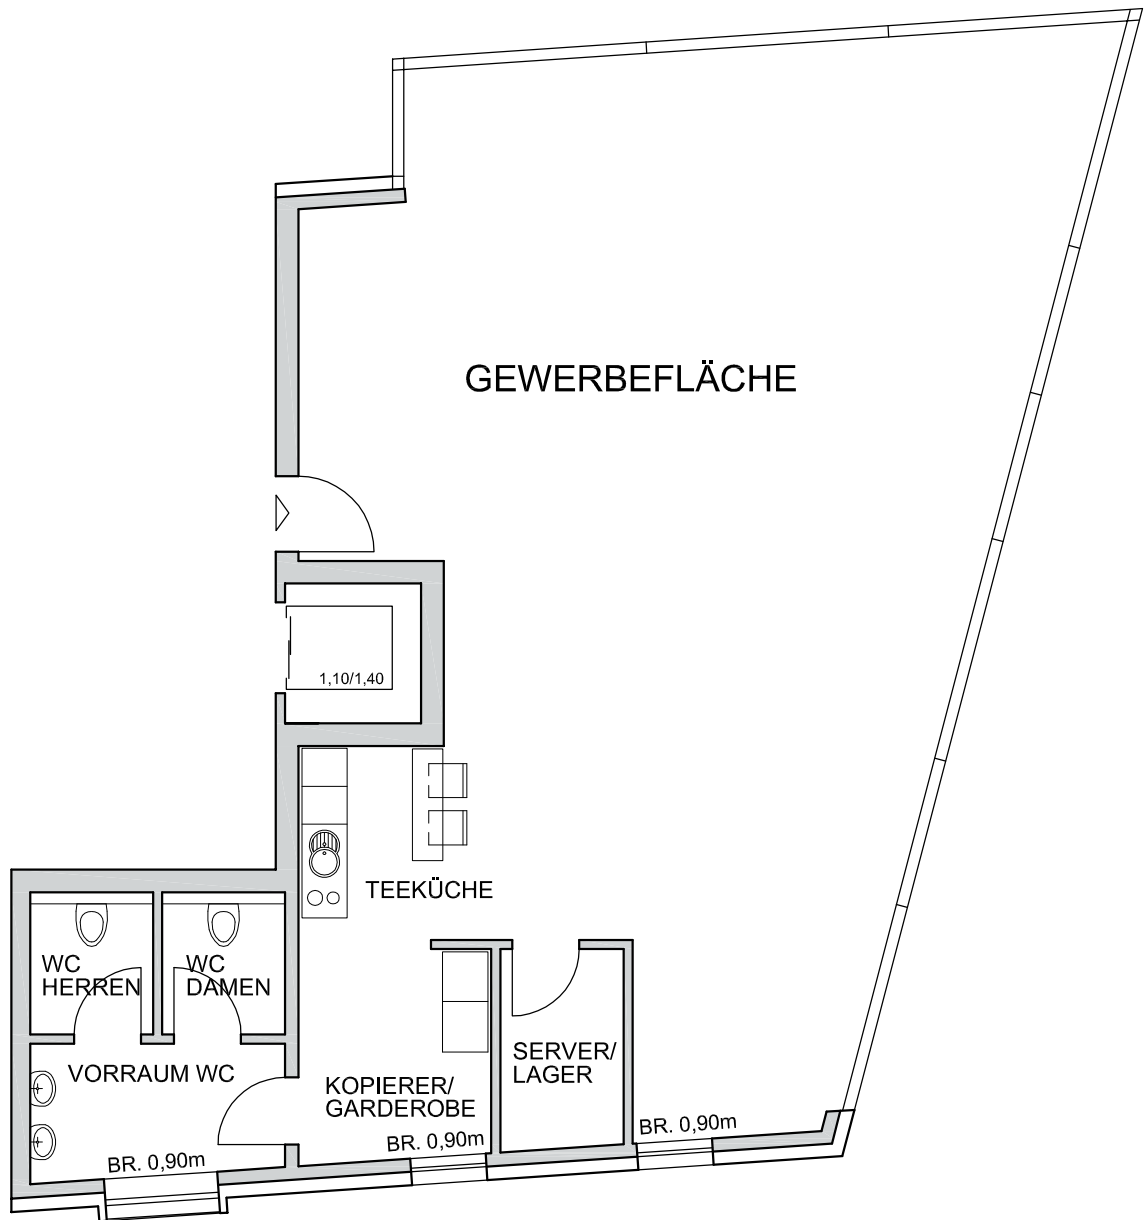 GEWERBEFLÄCHE
1,10/1,40
TEEKÜCHE
WC
HERREN
WC
DAMEN
VORRAUM WC
KOPIERER/
GARDEROBE
SERVER/
LAGER
BR. 0,90m
BR. 0,90m
BR. 0,90m